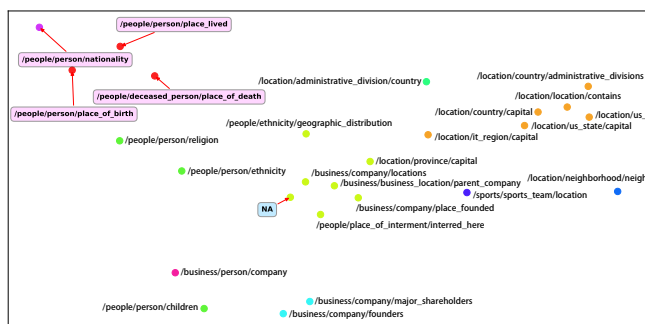 /people/person/place_lived
/people/person/nationality
/location/country/administrative_divisions
/location/administrative_division/country
/people/deceased_person/place_of_death
/location/location/contains
/people/person/place_of_birth
/location/country/capital
/location/us_
/people/ethnicity/geographic_distribution
/location/us_state/capital
/location/it_region/capital
/people/person/religion
/location/province/capital
/people/person/ethnicity
/business/company/locations
/location/neighborhood/neigh
/business/business_location/parent_company
/sports/sports_team/location
NA
/business/company/place_founded
/people/place_of_interment/interred_here
/business/person/company
/business/company/major_shareholders
/people/person/children
/business/company/founders